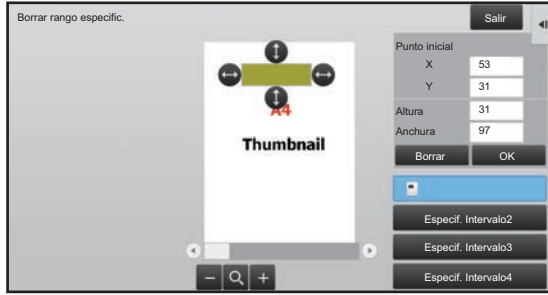 Borrar rango especific.
Salir
Punto inicial
X 53
Y 31
Altura 31
Anchura 97
Borrar OK
A4
Thumbnail
Especif. Intervalo2
Especif. Intervalo3
Especif. Intervalo4